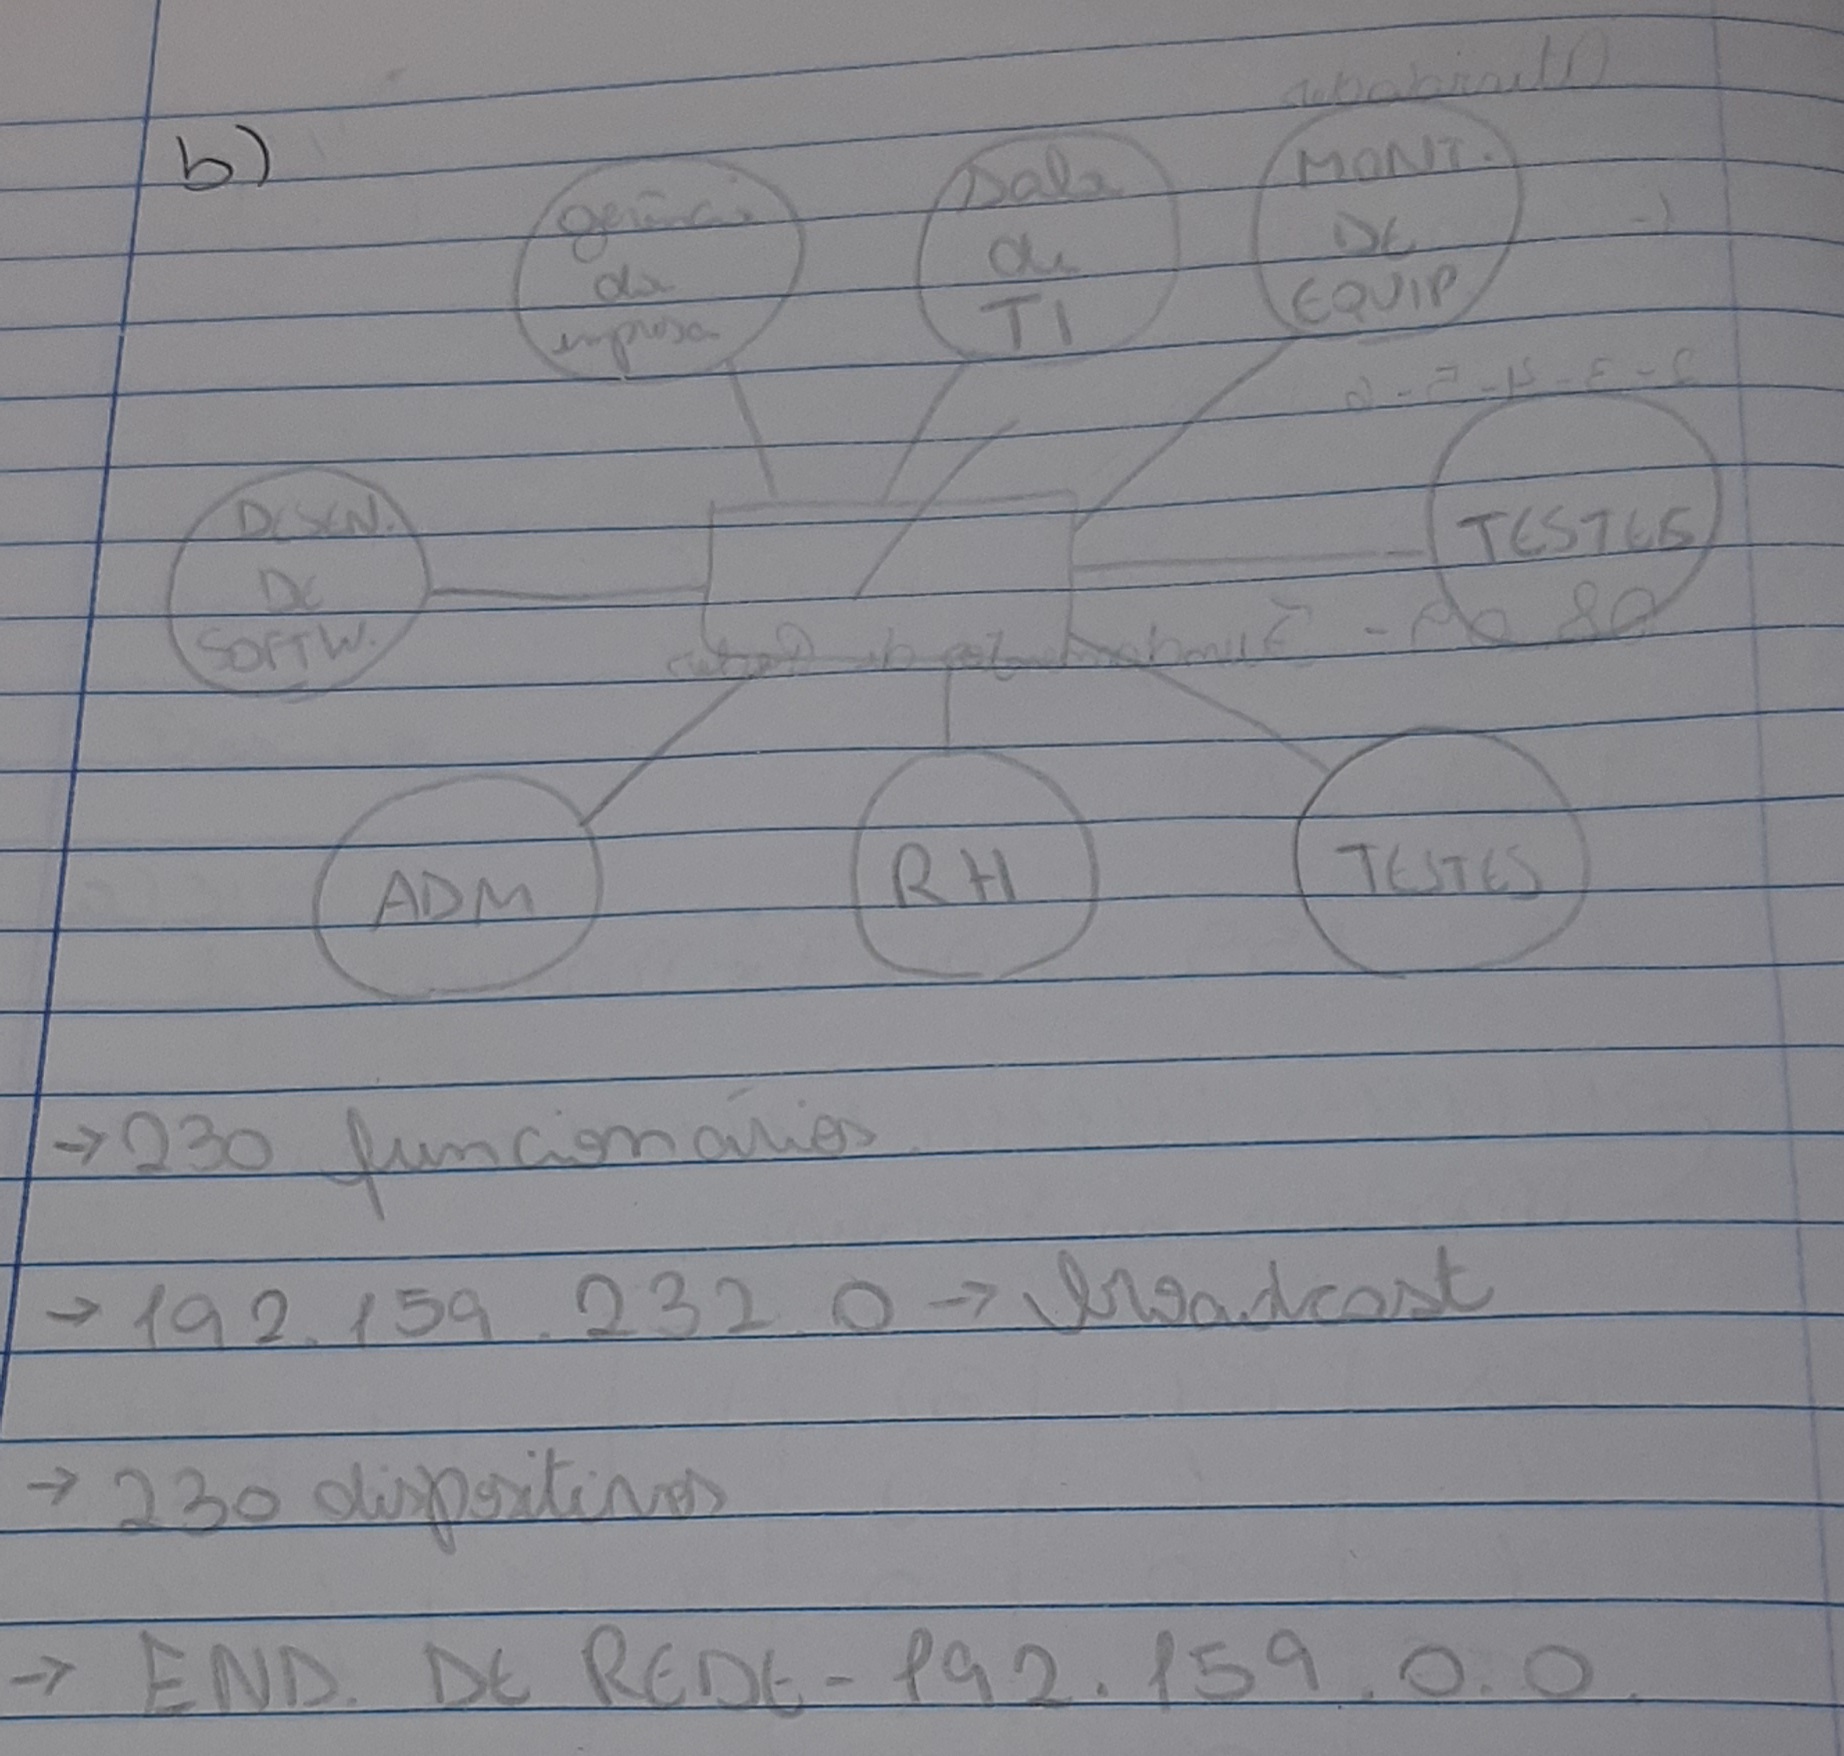 b)
gerência
da
empresa
Sala
de
TI
MONT.
DE
EQUIP
DESEN.
DE
SOFTW.
TESTES
ADM
RH
TESTES
→ 230 funcionários
→ 192.159.232.0 → broadcast
→ 230 dispositivos
→ END. DE REDE - 192.159.0.0.